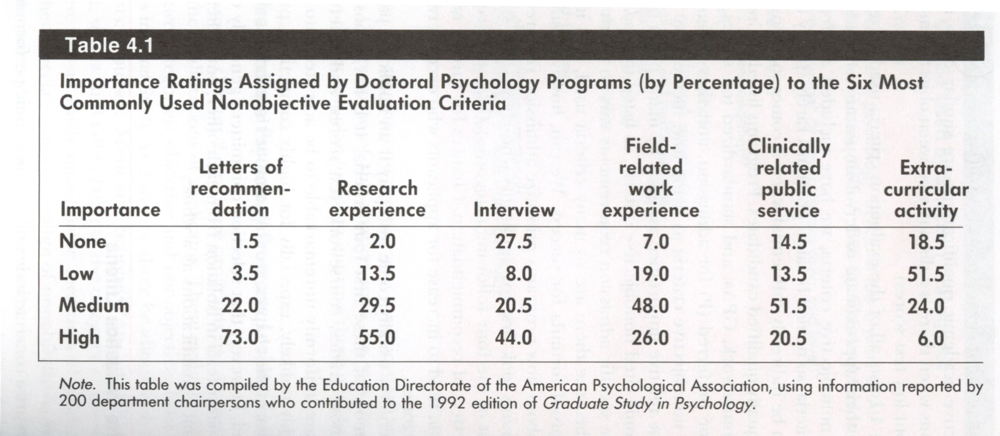 Table 4.1
Importance Ratings Assigned by Doctoral Psychology Programs (by Percentage) to the Six Most
Commonly Used Nonobjective Evaluation Criteria
Importance Letters of recommen-dation Research experience Interview Field-related work experience Clinically related public service Extra-curricular activity
None 1.5 2.0 27.5 7.0 14.5 18.5
Low 3.5 13.5 8.0 19.0 13.5 51.5
Medium 22.0 29.5 20.5 48.0 51.5 24.0
High 73.0 55.0 44.0 26.0 20.5 6.0
Note. This table was compiled by the Education Directorate of the American Psychological Association, using information reported by
200 department chairpersons who contributed to the 1992 edition of Graduate Study in Psychology.